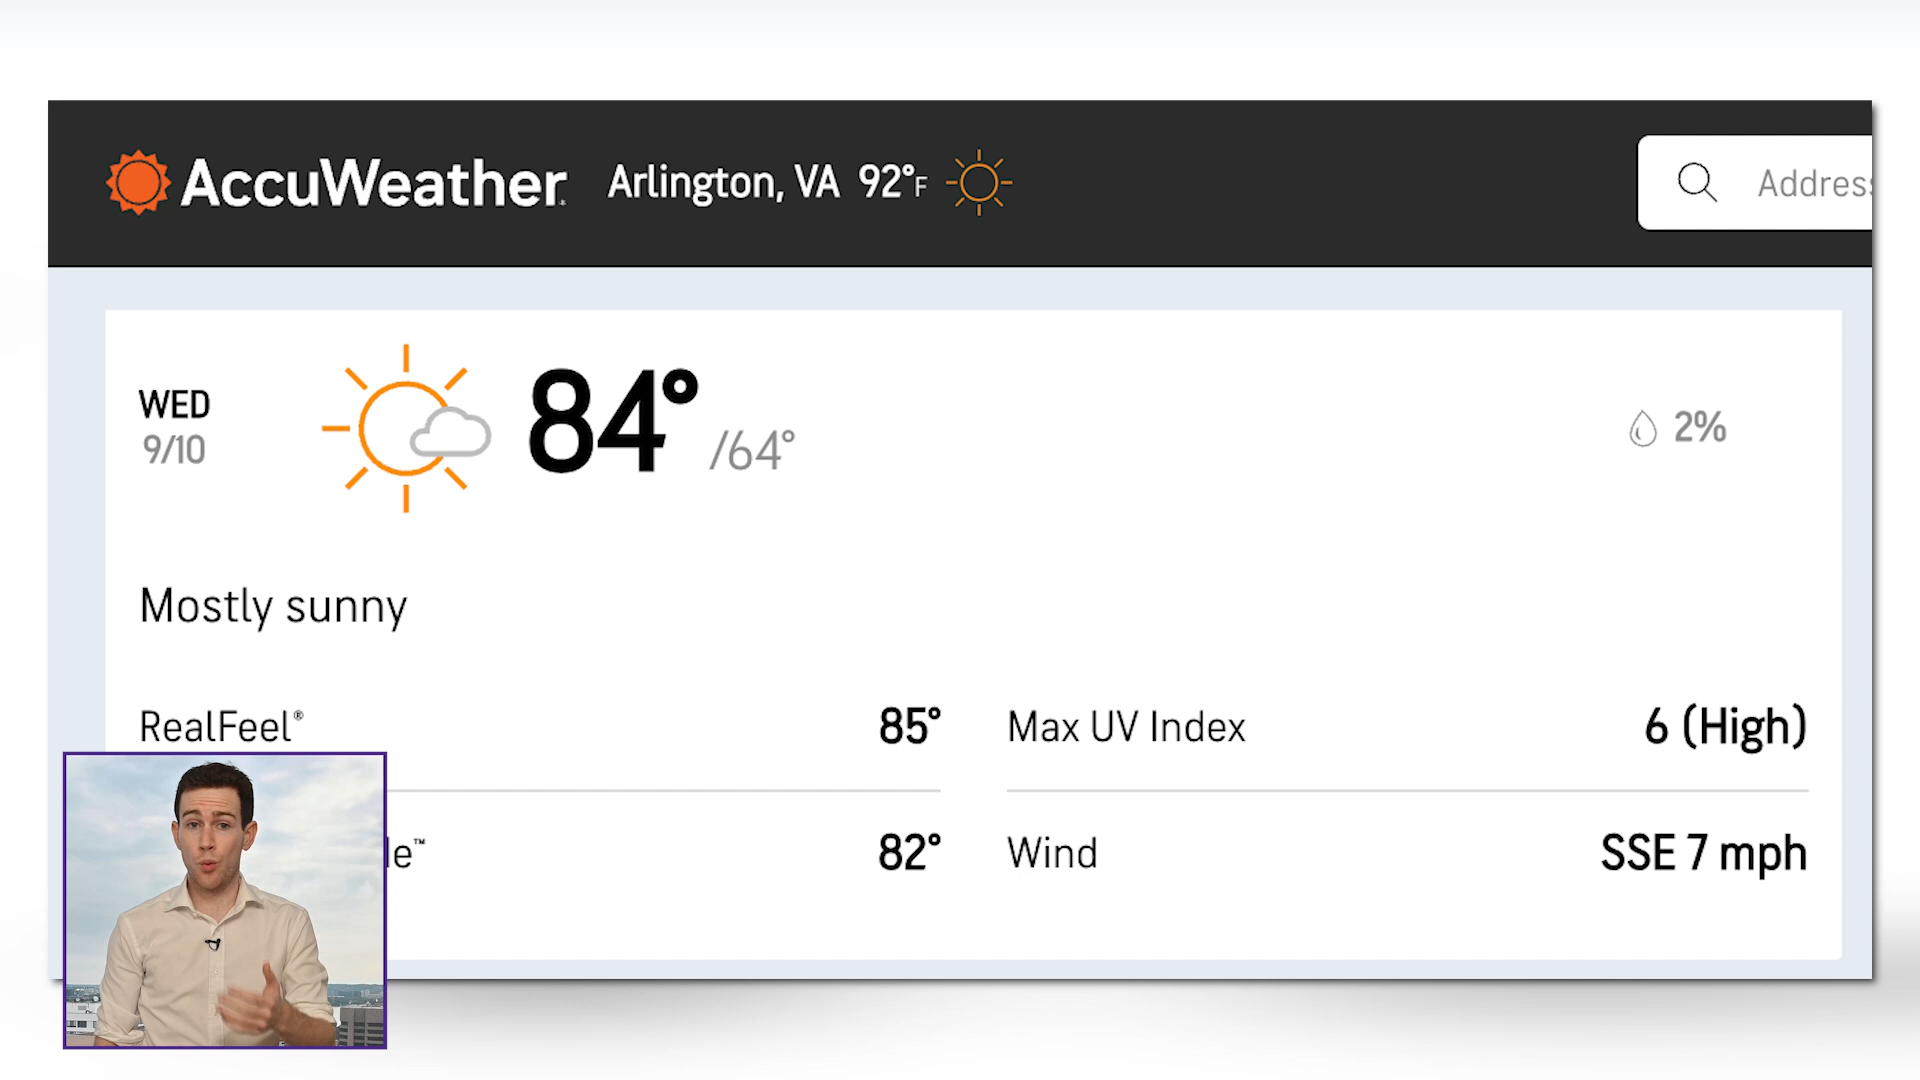 AccuWeather Arlington, VA 92°F Address
WED
9/10
84° /64°
2%
Mostly sunny
RealFeel® 85° Max UV Index 6 (High)
le™ 82° Wind SSE 7 mph